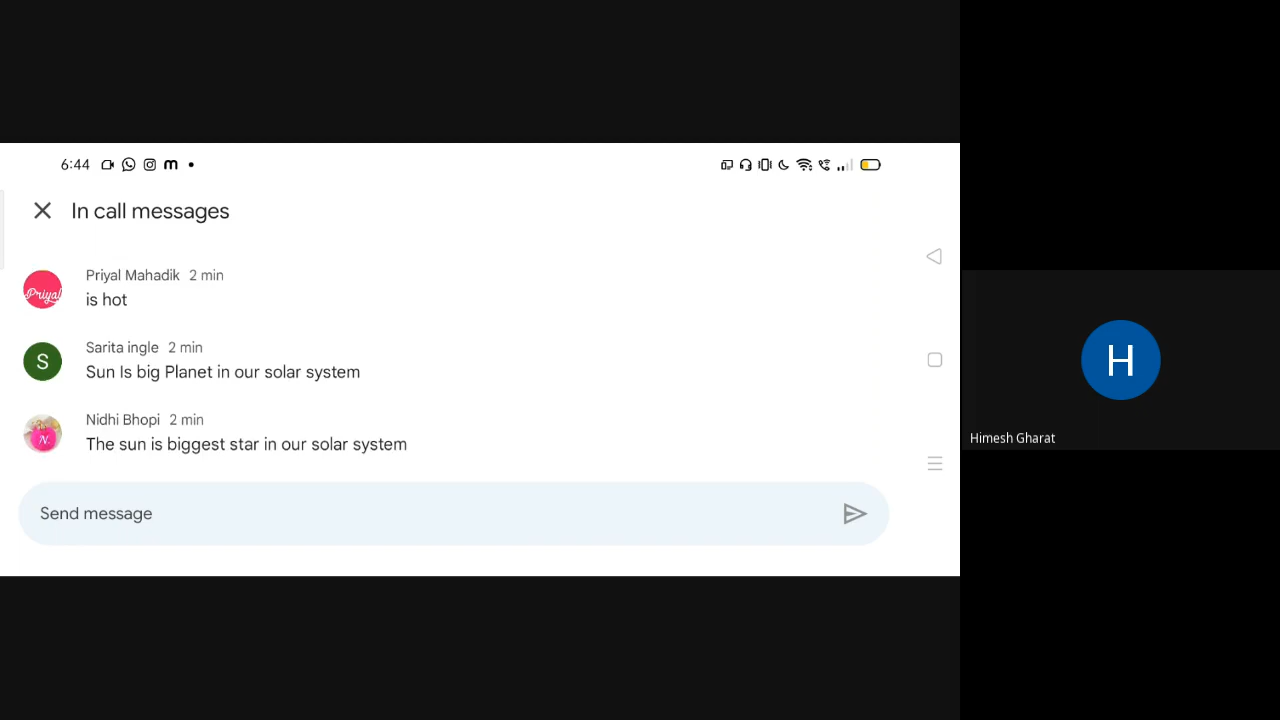 6:44
In call messages
Priyal Mahadik 2 min
Priyal
is hot
Sarita ingle 2 min
S
Sun Is big Planet in our solar system
Nidhi Bhopi 2 min
N.
The sun is biggest star in our solar system
Send message
H
Himesh Gharat